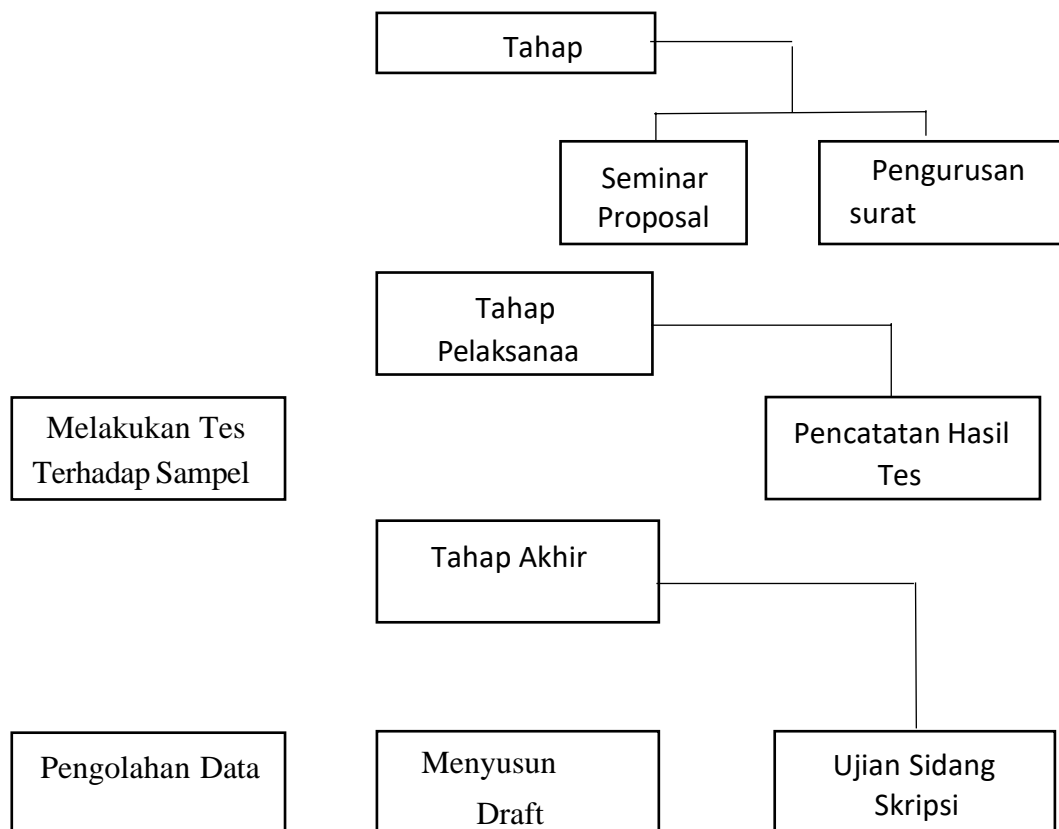 Tahap
Seminar
Proposal
Pengurusan
surat
Tahap
Pelaksanaa
Melakukan Tes
Terhadap Sampel
Pencatatan Hasil
Tes
Tahap Akhir
Pengolahan Data
Menyusun
Draft
Ujian Sidang
Skripsi